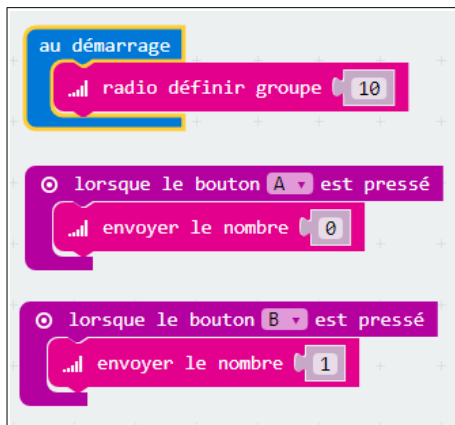 au démarrage
radio définir groupe 10
lorsque le bouton A est pressé
envoyer le nombre 0
lorsque le bouton B est pressé
envoyer le nombre 1